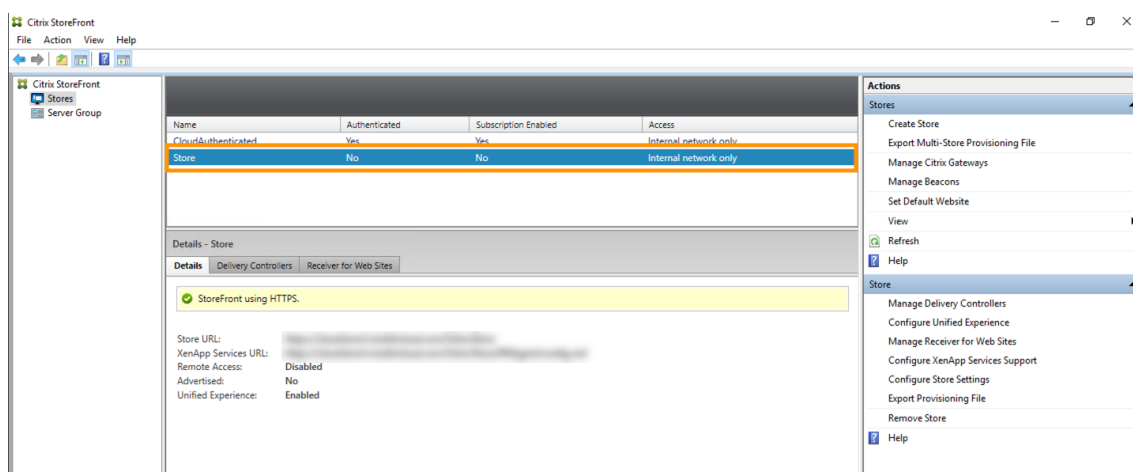 Citrix StoreFront
File Action View Help
Citrix StoreFront
Stores
Server Group
Name Authenticated Subscription Enabled Access
CloudAuthenticated Yes Yes Internal network only
Store No No Internal network only
Details - Store
Details Delivery Controllers Receiver for Web Sites
StoreFront using HTTPS.
Store URL:
XenApp Services URL:
Remote Access: Disabled
Advertised: No
Unified Experience: Enabled
Actions
Stores
Create Store
Export Multi-Store Provisioning File
Manage Citrix Gateways
Manage Beacons
Set Default Website
View
Refresh
Help
Store
Manage Delivery Controllers
Configure Unified Experience
Manage Receiver for Web Sites
Configure XenApp Services Support
Configure Store Settings
Export Provisioning File
Remove Store
Help